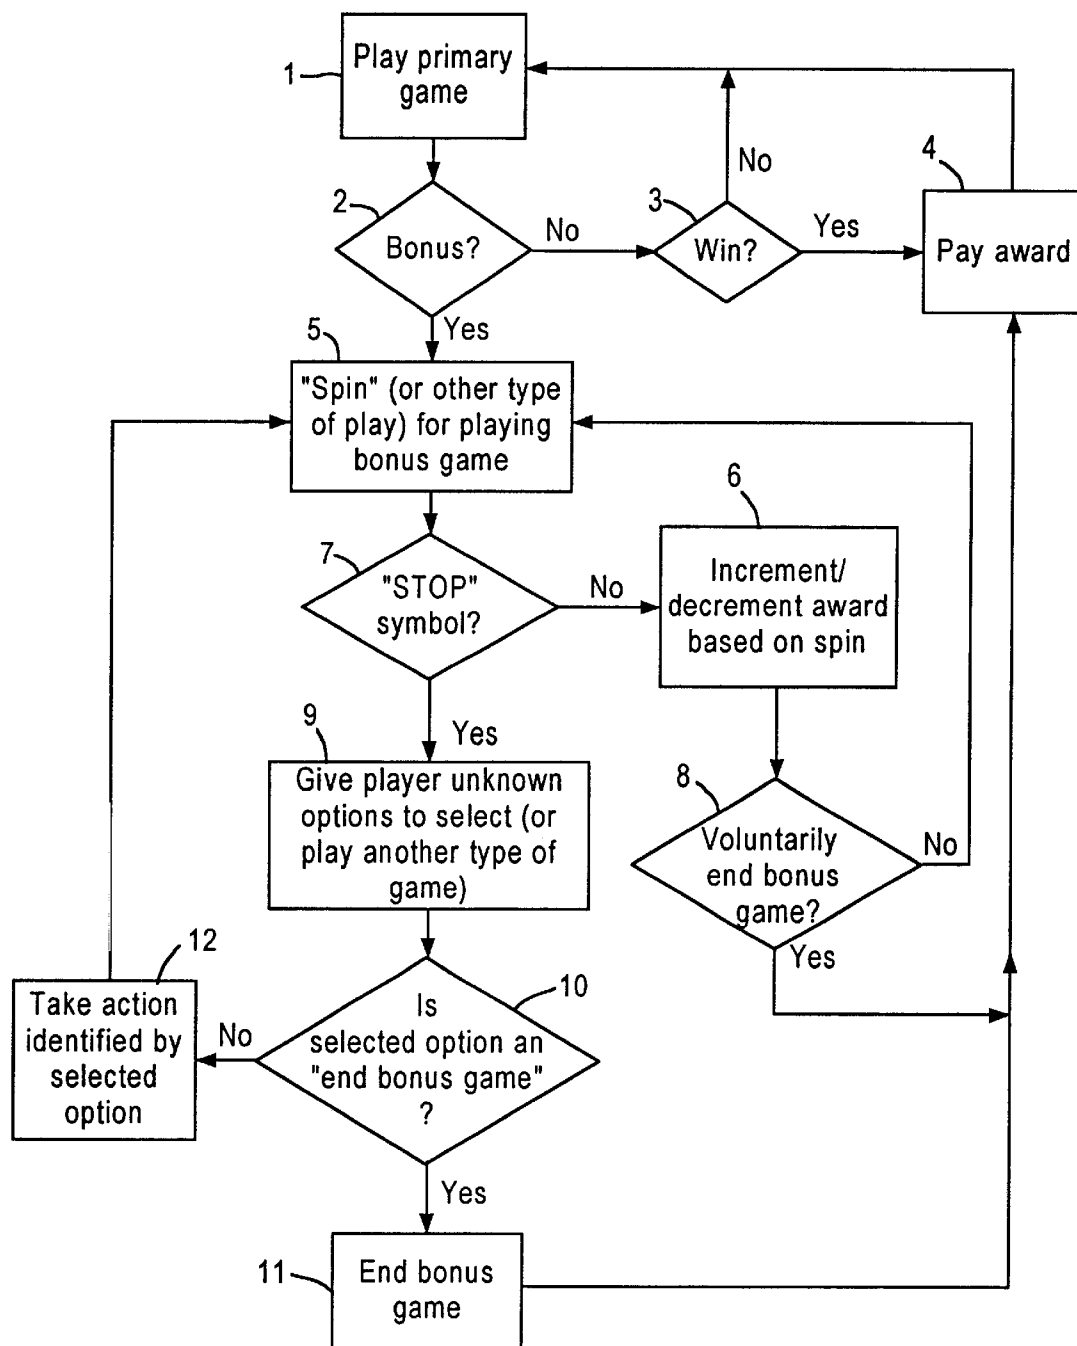 1
Play primary
game
2
Bonus?
No
3
Win?
No
Yes
4
Pay award
Yes
5
"Spin" (or other type
of play) for playing
bonus game
6
Increment/
decrement award
based on spin
7
"STOP"
symbol?
No
Yes
8
Voluntarily
end bonus
game?
No
Yes
9
Give player unknown
options to select (or
play another type of
game)
10
Is
selected option an
"end bonus game"
?
No
12
Take action
identified by
selected
option
Yes
11
End bonus
game